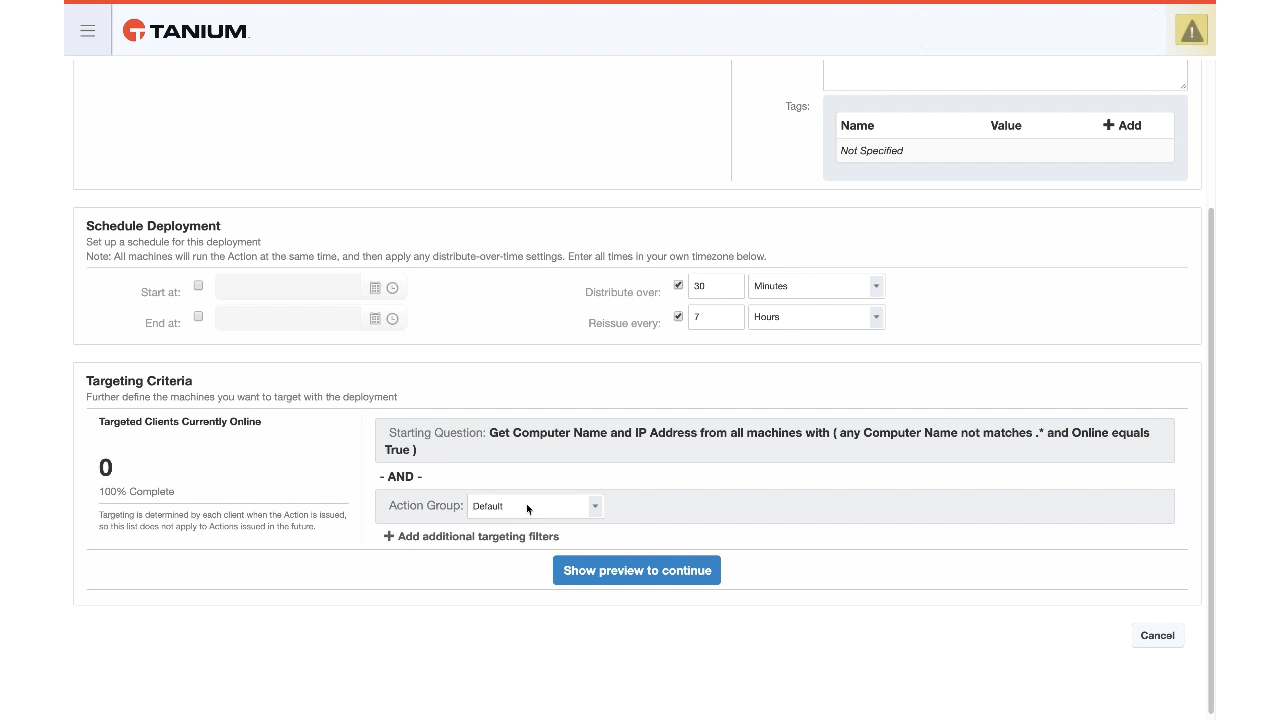 TANIUM
Tags:
Name Value + Add
Not Specified
Schedule Deployment
Set up a schedule for this deployment
Note: All machines will run the Action at the same time, and then apply any distribute-over-time settings. Enter all times in your own timezone below.
Start at: Distribute over: 30 Minutes
End at: Reissue every: 7 Hours
Targeting Criteria
Further define the machines you want to target with the deployment
Targeted Clients Currently Online
0
100% Complete
Targeting is determined by each client when the Action is issued,
so this list does not apply to Actions issued in the future.
Starting Question: Get Computer Name and IP Address from all machines with ( any Computer Name not matches .* and Online equals
True )
- AND -
Action Group: Default
+ Add additional targeting filters
Show preview to continue
Cancel